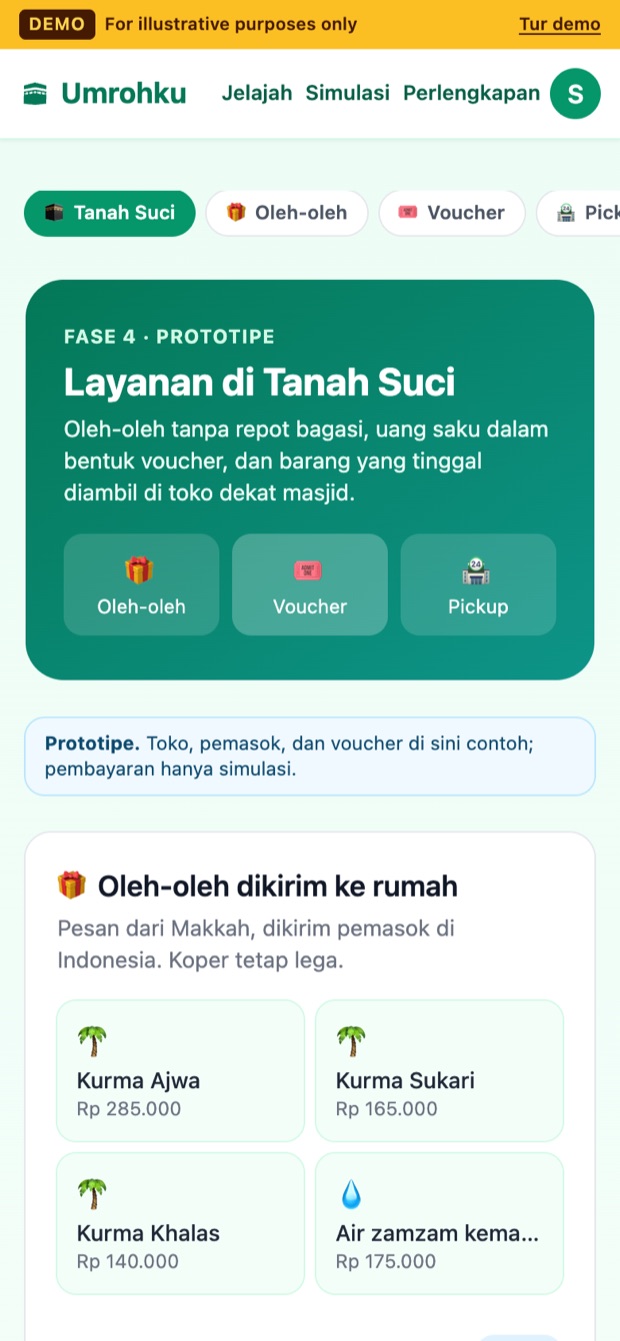 DEMO For illustrative purposes only Tur demo
Umrohku Jelajah Simulasi Perlengkapan S
Tanah Suci Oleh-oleh Voucher Pick
FASE 4 · PROTOTIPE
Layanan di Tanah Suci
Oleh-oleh tanpa repot bagasi, uang saku dalam
bentuk voucher, dan barang yang tinggal
diambil di toko dekat masjid.
Oleh-oleh Voucher Pickup
Prototipe. Toko, pemasok, dan voucher di sini contoh;
pembayaran hanya simulasi.
Oleh-oleh dikirim ke rumah
Pesan dari Makkah, dikirim pemasok di
Indonesia. Koper tetap lega.
Kurma Ajwa
Rp 285.000
Kurma Sukari
Rp 165.000
Kurma Khalas
Rp 140.000
Air zamzam kema...
Rp 175.000